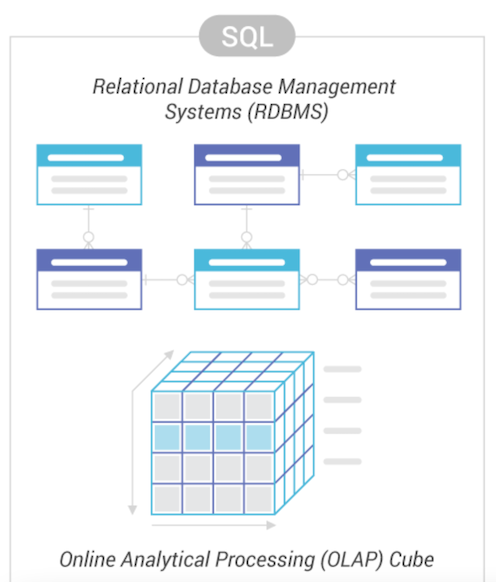 SQL
Relational Database Management
Systems (RDBMS)
Online Analytical Processing (OLAP) Cube